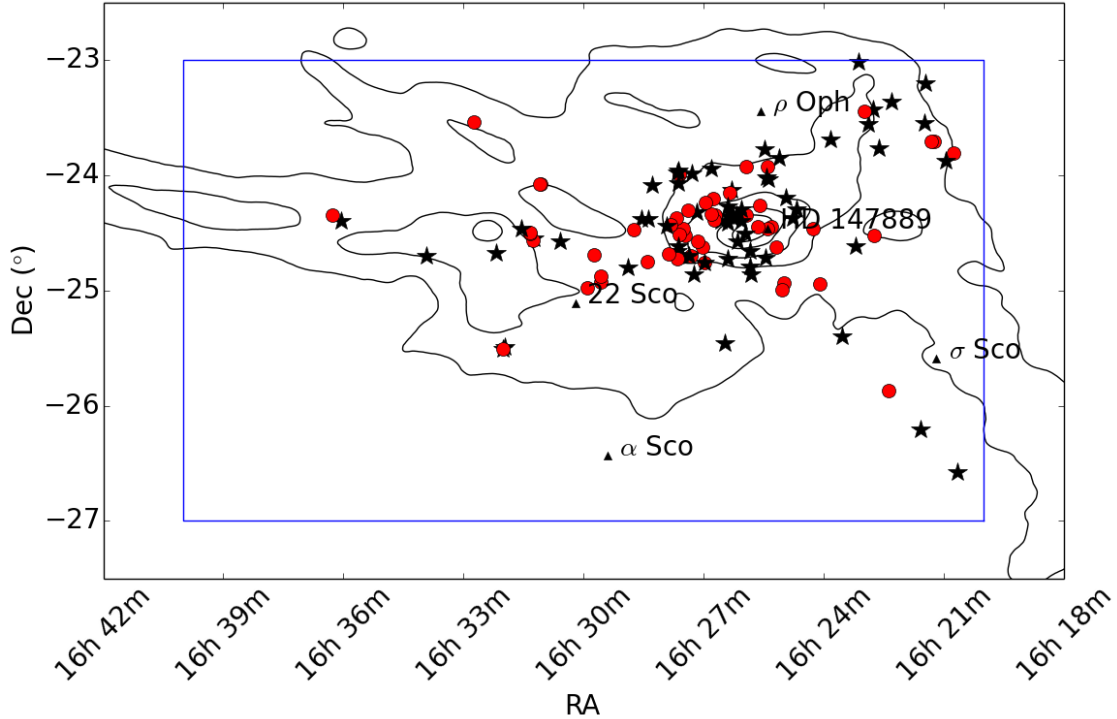 −23
ρ Oph
−24
HD 147889
Dec (°)
−25
22 Sco
σ Sco
−26
α Sco
−27
16h 42m
16h 39m
16h 36m
16h 33m
16h 30m
16h 27m
16h 24m
16h 21m
16h 18m
RA